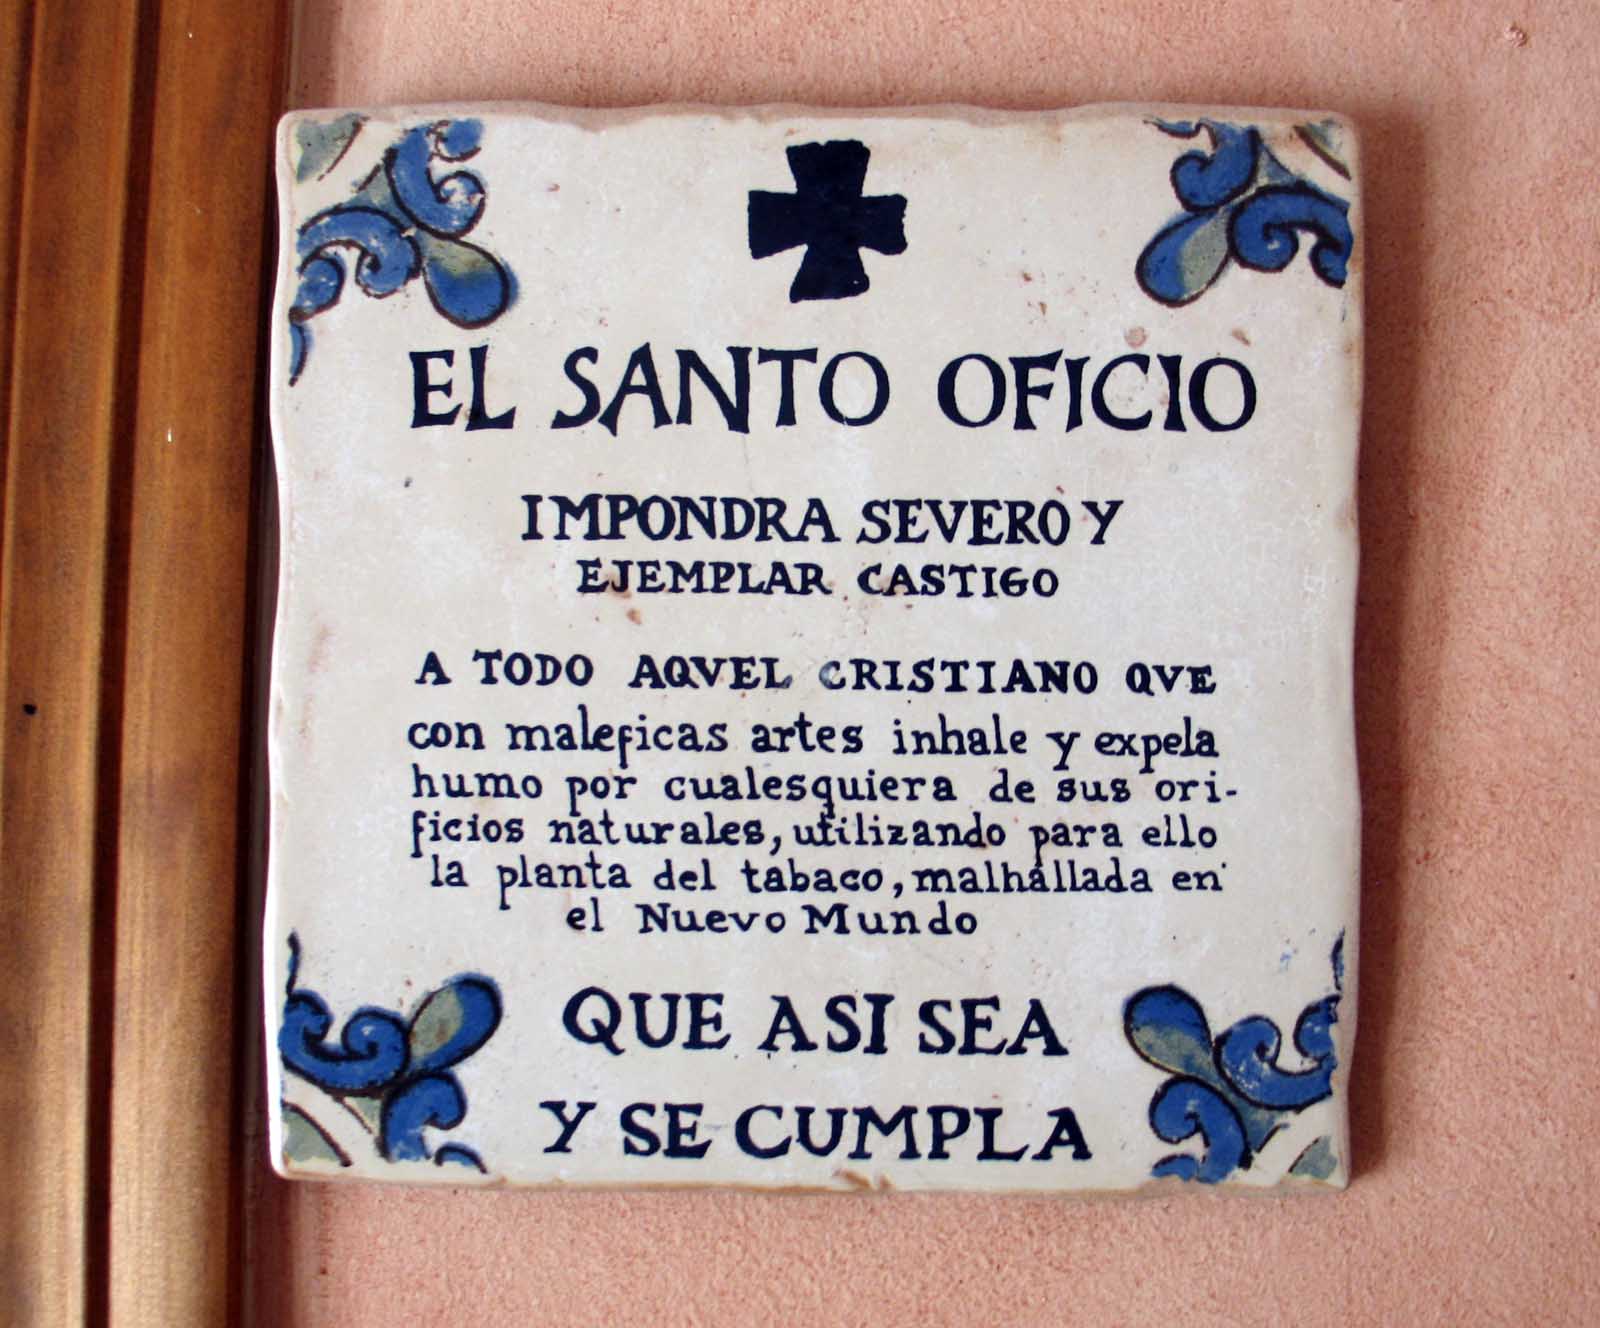 EL SANTO OFICIO
IMPONDRA SEVERO Y
EJEMPLAR CASTIGO
A TODO AQVEL CRISTIANO QVE
con maleficas artes inhale y expela
humo por cualesquiera de sus ori-
ficios naturales, utilizando para ello
la planta del tabaco, malhallada en
el Nuevo Mundo
QUE ASI SEA
Y SE CUMPLA